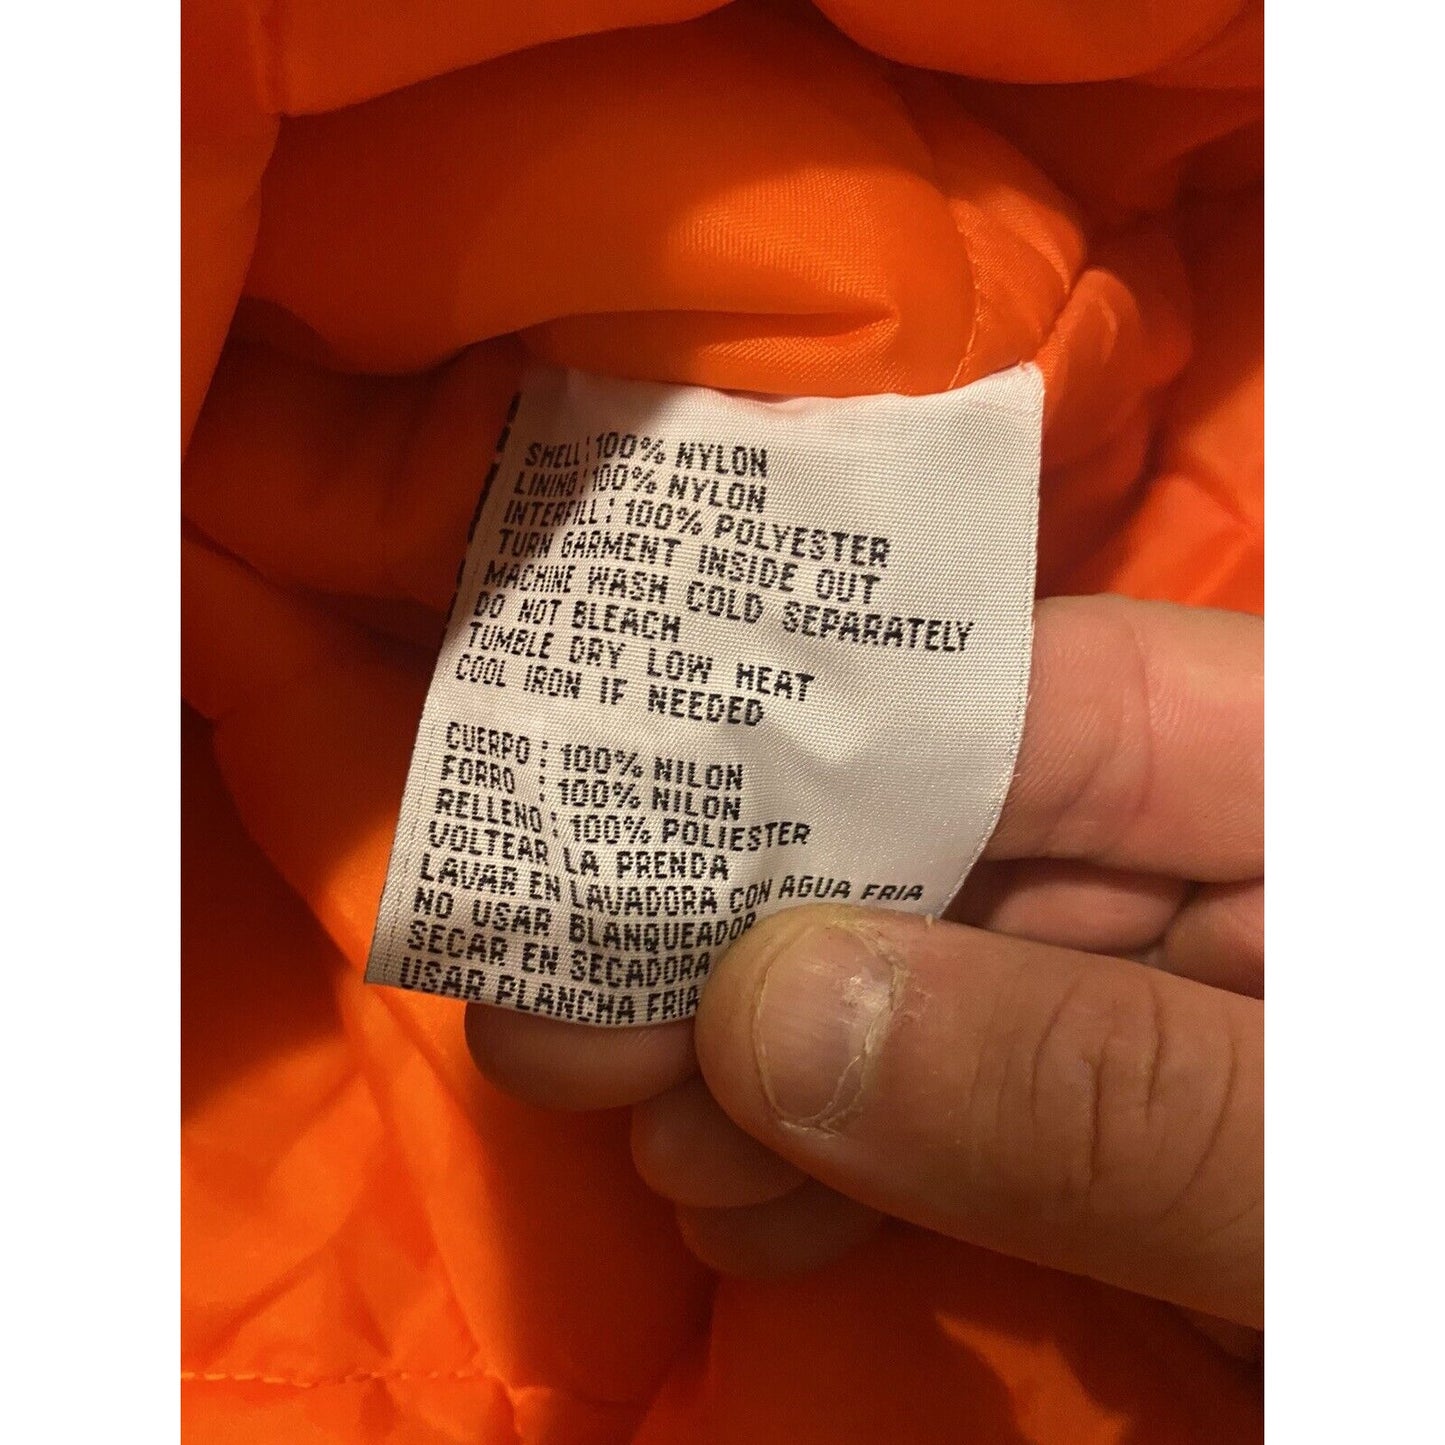 SHELL: 100% NYLON
LINING: 100% NYLON
INTERFILL: 100% POLYESTER
TURN GARMENT INSIDE OUT
MACHINE WASH COLD SEPARATELY
DO NOT BLEACH
TUMBLE DRY LOW HEAT
COOL IRON IF NEEDED
CUERPO: 100% NILON
FORRO : 100% NILON
RELLENO: 100% POLIESTER
VOLTEAR LA PRENDA
LAVAR EN LAVADORA CON AGUA FRIA
NO USAR BLANQUEADOR
SECAR EN SECADORA
USAR PLANCHA FRIA